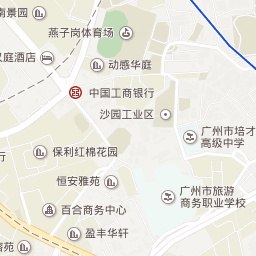 南景园
燕子岗体育场
汉庭酒店
动感华庭
中国工商银行
沙园工业区
广州市培
高级中学
保利红棉花园
恒安雅苑
广州市旅游
商务职业学校
百合商务中心
盈丰华轩
苑